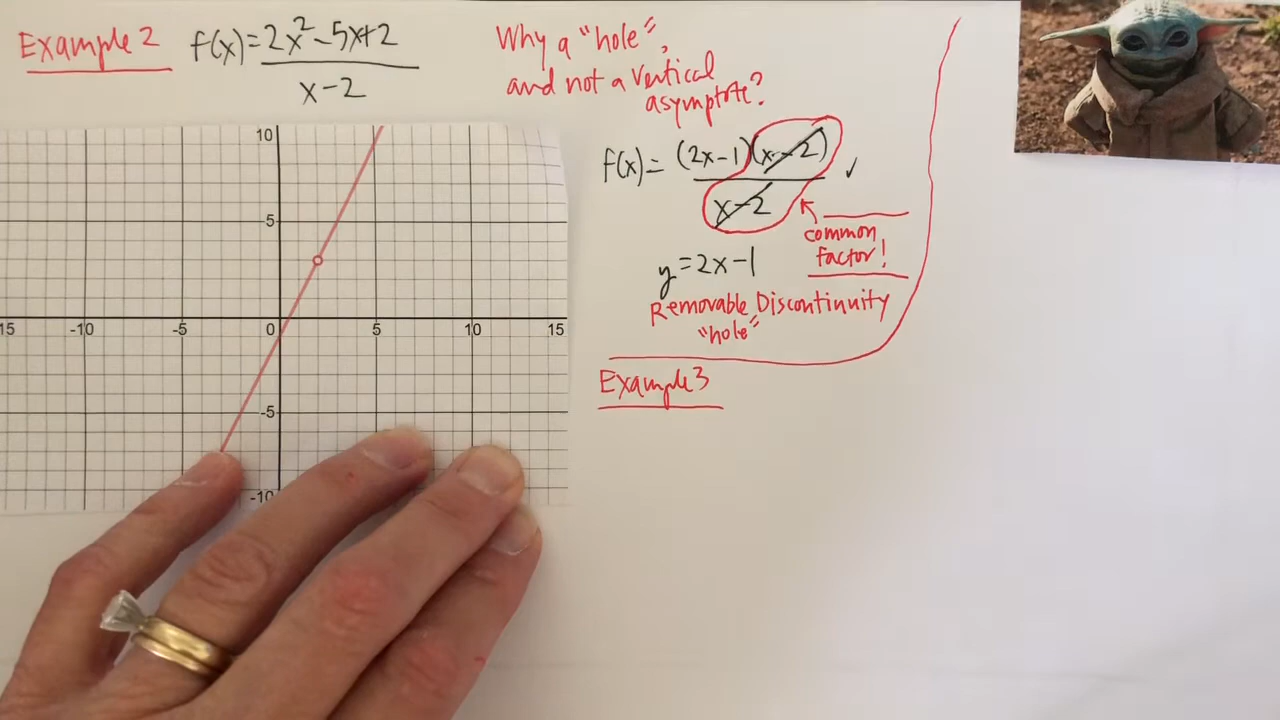 Example 2 f(x)=2x²-5x+2
x-2
Why a "hole",
and not a vertical
asymptote?
f(x)=(2x-1)(x-2)
x-2
common
factor!
y=2x-1
Removable Discontinuity
"hole"
Example 3
10
5
15 -10 -5 0 5 10 15
-5
-10